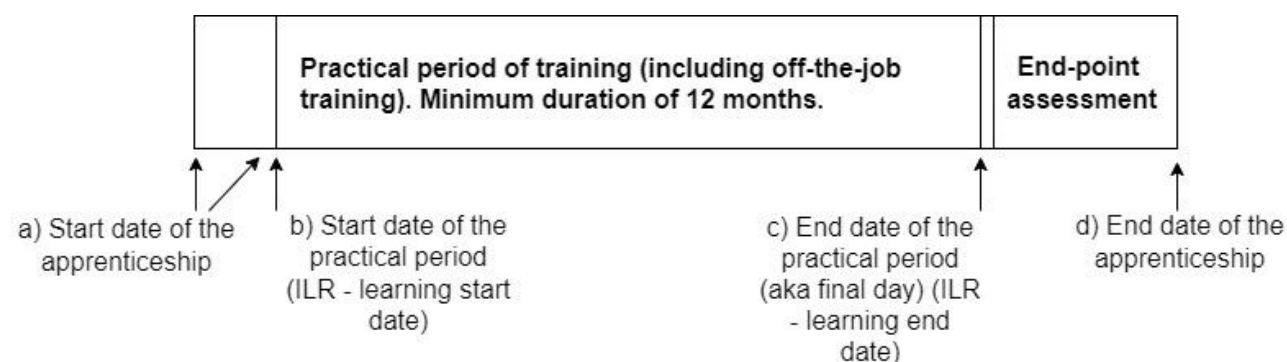 Practical period of training (including off-the-job
training). Minimum duration of 12 months.
End-point
assessment
a) Start date of the
apprenticeship
b) Start date of the
practical period
(ILR - learning start
date)
c) End date of the
practical period
(aka final day) (ILR
- learning end
date)
d) End date of the
apprenticeship